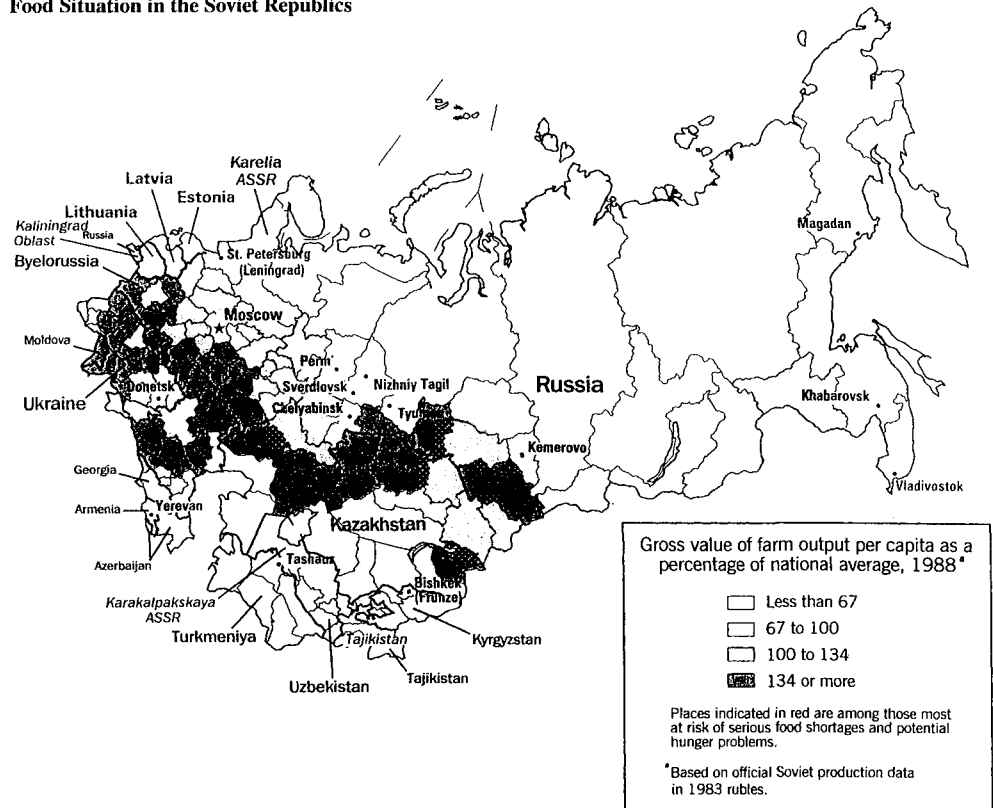 Food Situation in the Soviet Republics
Karelia
ASSR
Latvia
Estonia
Lithuania
Kaliningrad
Oblast
Russia
Byelorussia
St. Petersburg
(Leningrad)
Magadan
Moscow
Moldova
Perm
Sverdlovsk
Nizhniy Tagil
Russia
Donetsk
Ukraine
Chelyabinsk
Khabarovsk
Kemerovo
Georgia
Vladivostok
Armenia
Yerevan
Kazakhstan
Azerbaijan
Tashauz
Bishkek
(Frunze)
Karakalpakskaya
ASSR
Turkmeniya
Tajikistan
Kyrgyzstan
Tajikistan
Uzbekistan
Gross value of farm output per capita as a
percentage of national average, 1988*
Less than 67
67 to 100
100 to 134
134 or more
Places indicated in red are among those most
at risk of serious food shortages and potential
hunger problems.
*Based on official Soviet production data
in 1983 rubles.